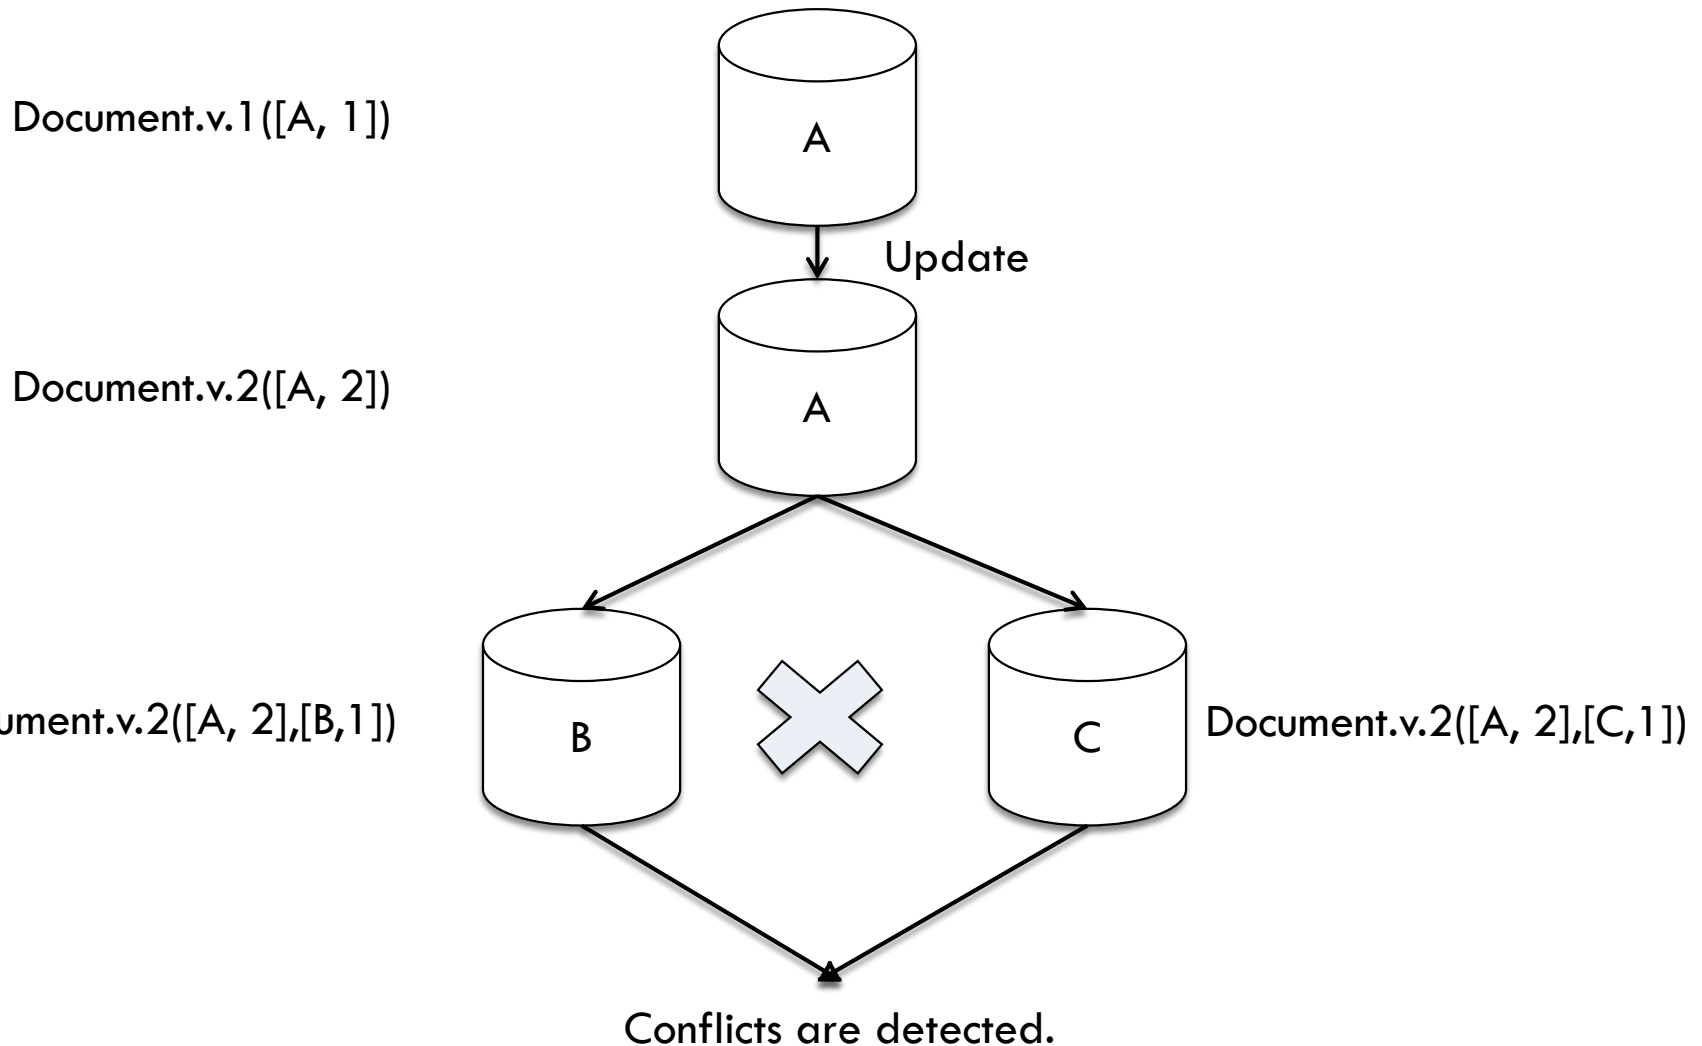 Document.v.1([A, 1])
A
Update
Document.v.2([A, 2])
A
ument.v.2([A, 2],[B,1])
B
C
Document.v.2([A, 2],[C,1])
Conflicts are detected.